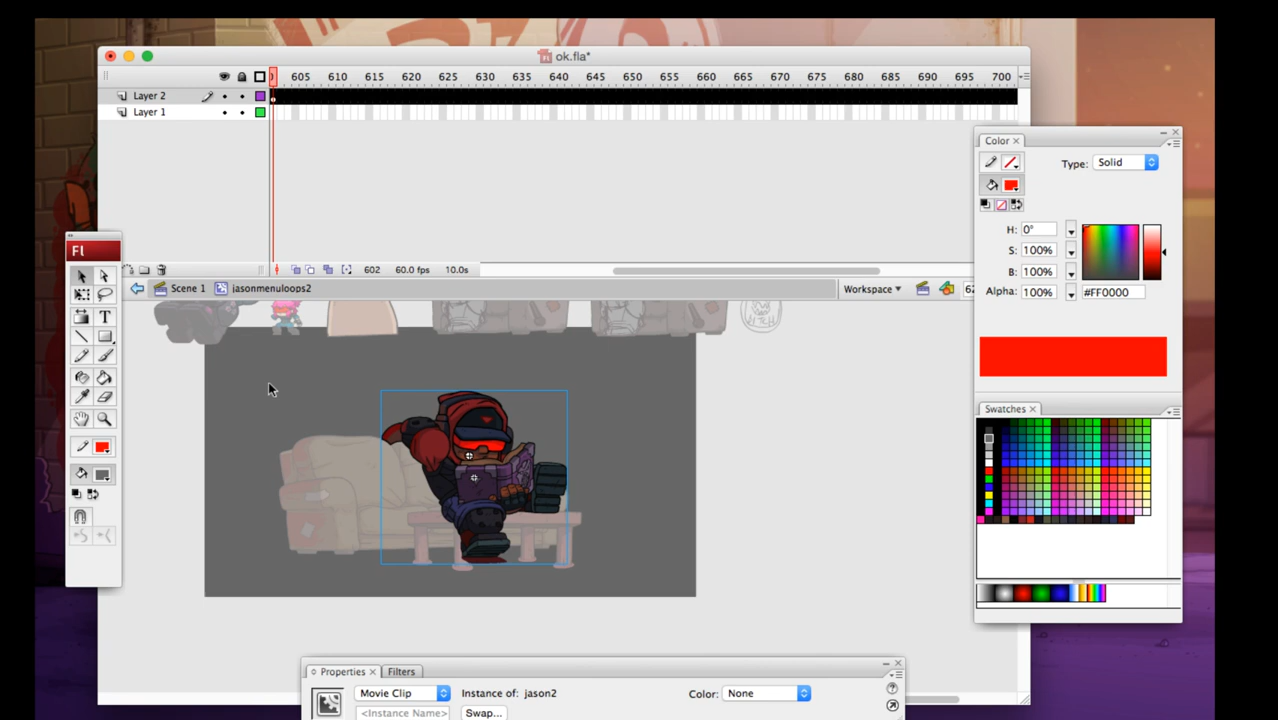 ok.fla*
605 610 615 620 625 630 635 640 645 650 655 660 665 670 675 680 685 690 695 700
Layer 2
Layer 1
602 60.0 fps 10.0s
Scene 1 jasonmenuloops2
Workspace
Fl
T
Color
Type: Solid
H: 0°
S: 100%
B: 100%
Alpha: 100% #FF0000
Swatches
Properties Filters
Movie Clip Instance of: jason2 Color: None
<Instance Name> Swap...